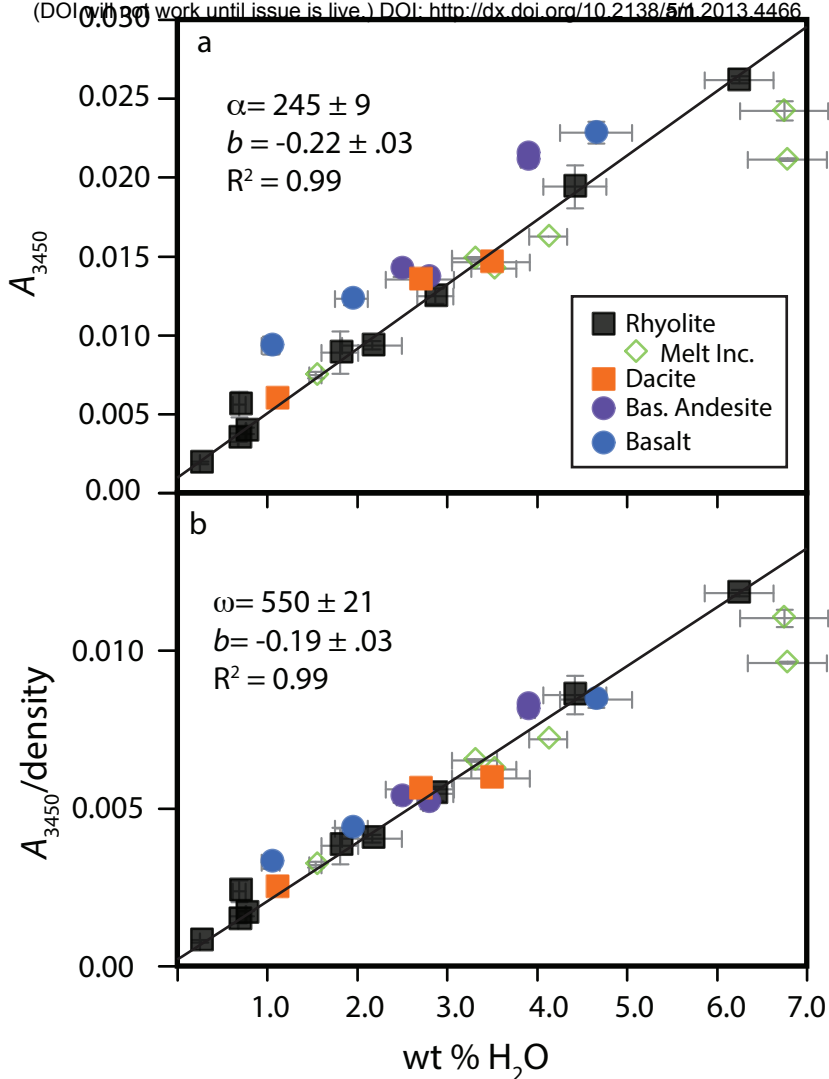 (DOI will not work until issue is live.) DOI: http://dx.doi.org/10.2138/am.2013.4466
0.030
a
α= 245 ± 9
b = -0.22 ± .03
R² = 0.99
0.025
0.020
0.015
0.010
0.005
0.00
A₃₄₅₀
Rhyolite
Melt Inc.
Dacite
Bas. Andesite
Basalt
b
ω= 550 ± 21
b= -0.19 ± .03
R² = 0.99
0.010
0.005
0.00
A₃₄₅₀/density
1.0 2.0 3.0 4.0 5.0 6.0 7.0
wt % H₂O